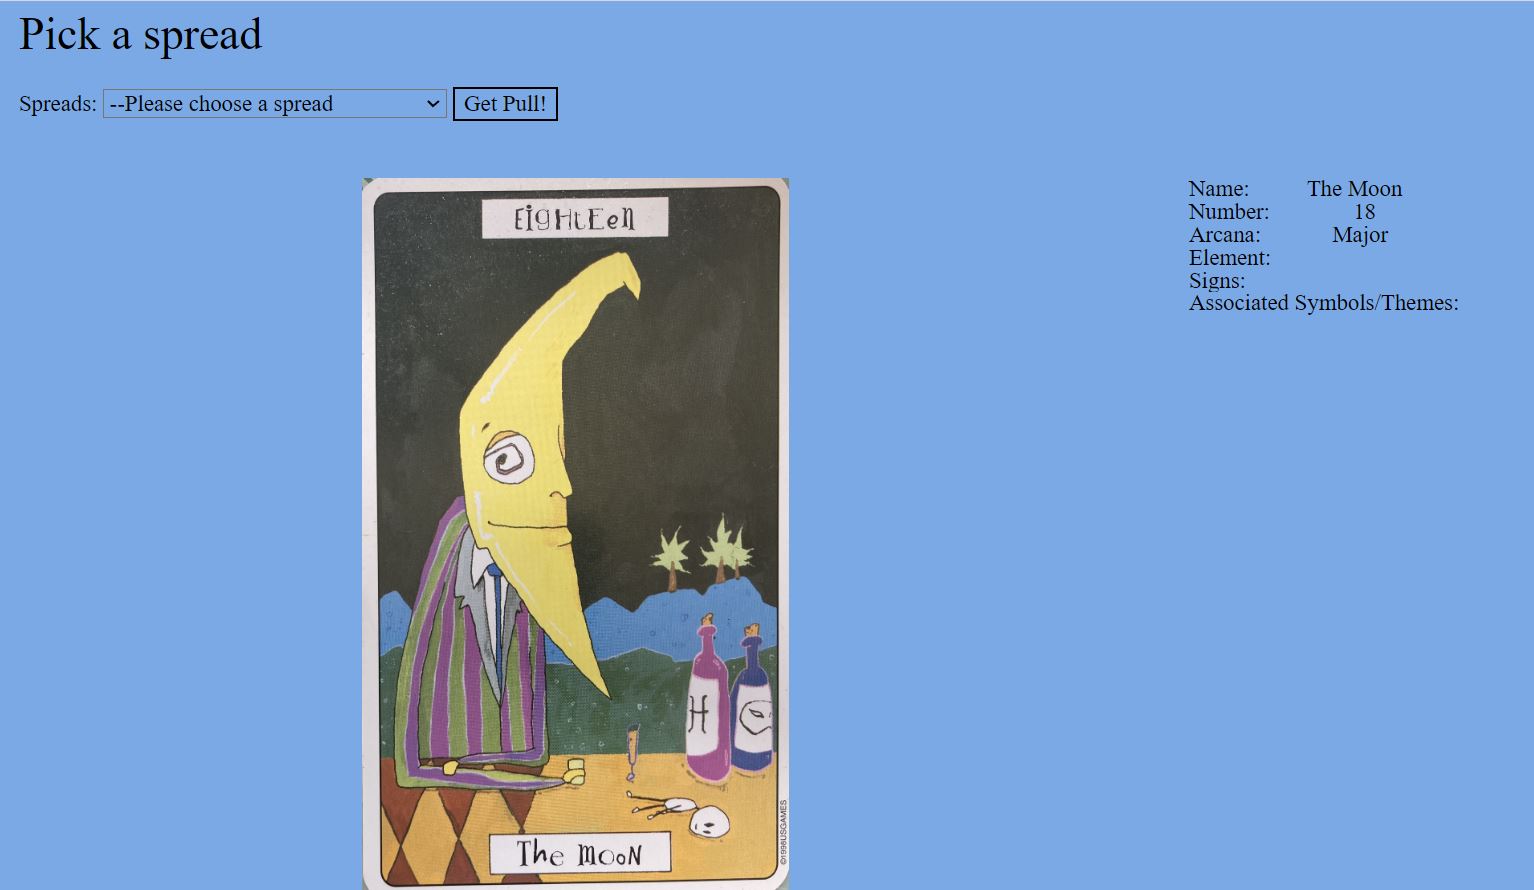 Pick a spread
Spreads: --Please choose a spread Get Pull!
EigHtEen
H
The MooN
©1996USGAMES
Name: The Moon
Number: 18
Arcana: Major
Element:
Signs:
Associated Symbols/Themes: